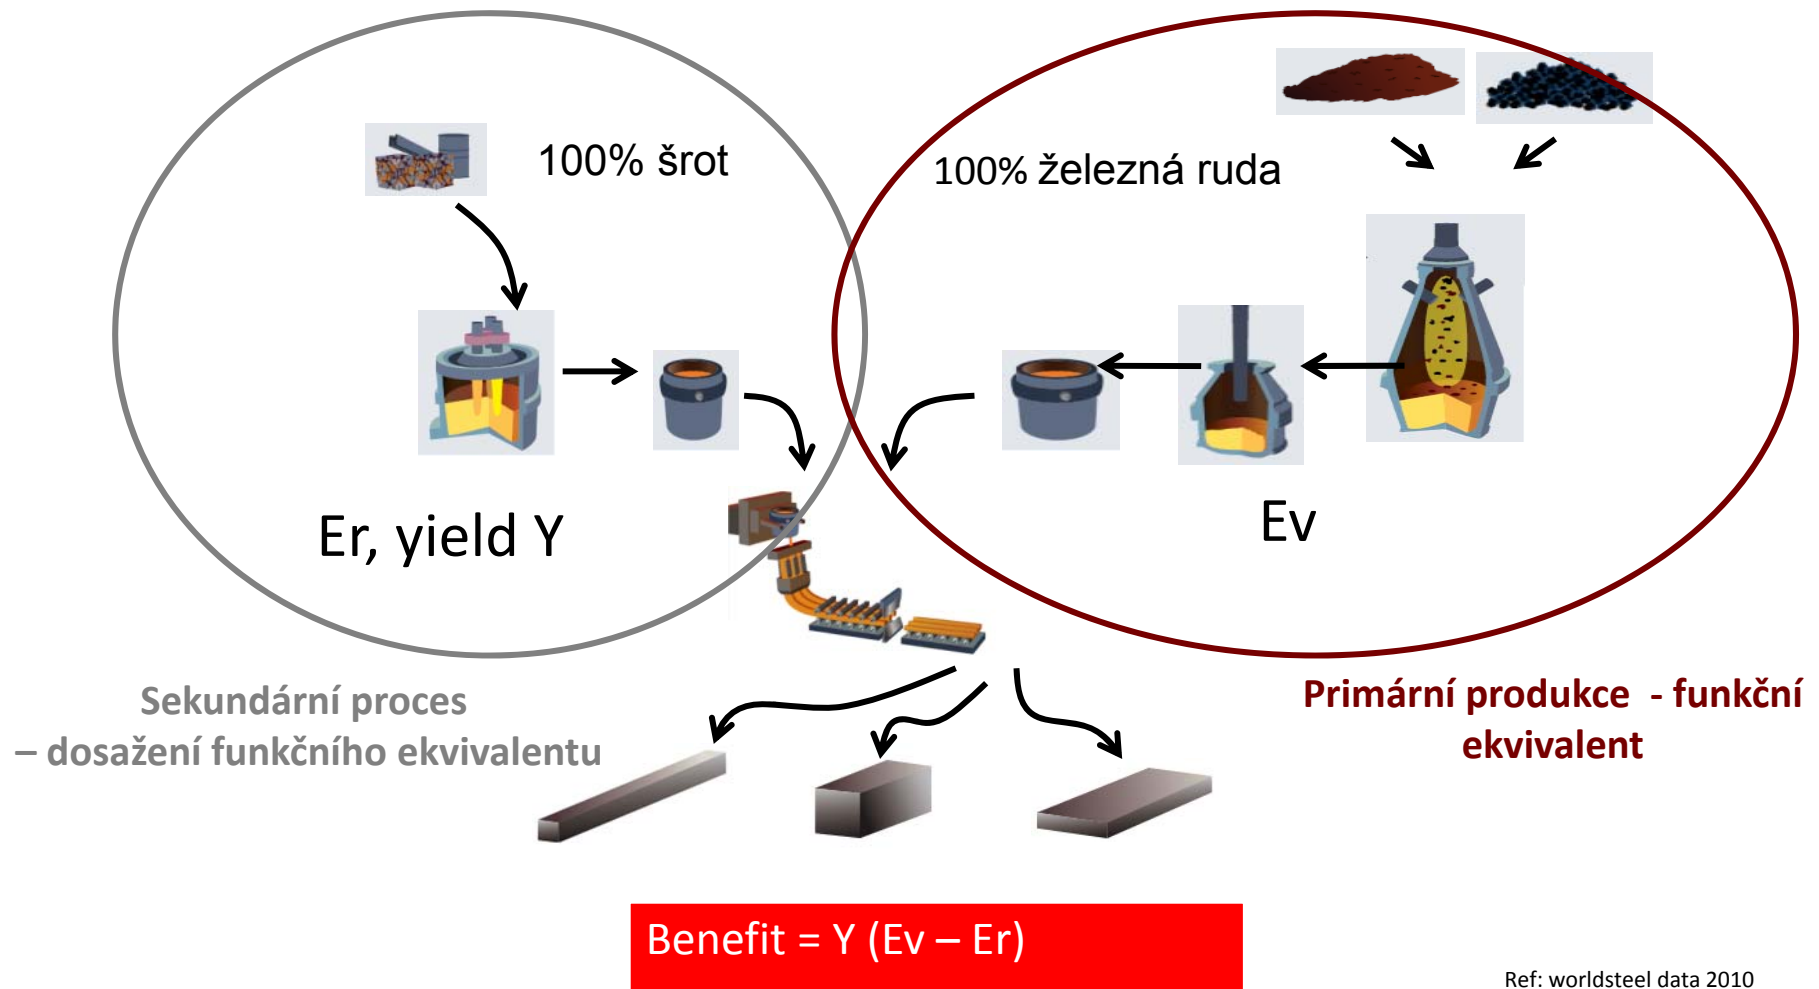 100% šrot
100% železná ruda
Er, yield Y
Ev
Sekundární proces
– dosažení funkčního ekvivalentu
Primární produkce - funkční
ekvivalent
Benefit = Y (Ev – Er)
Ref: worldsteel data 2010